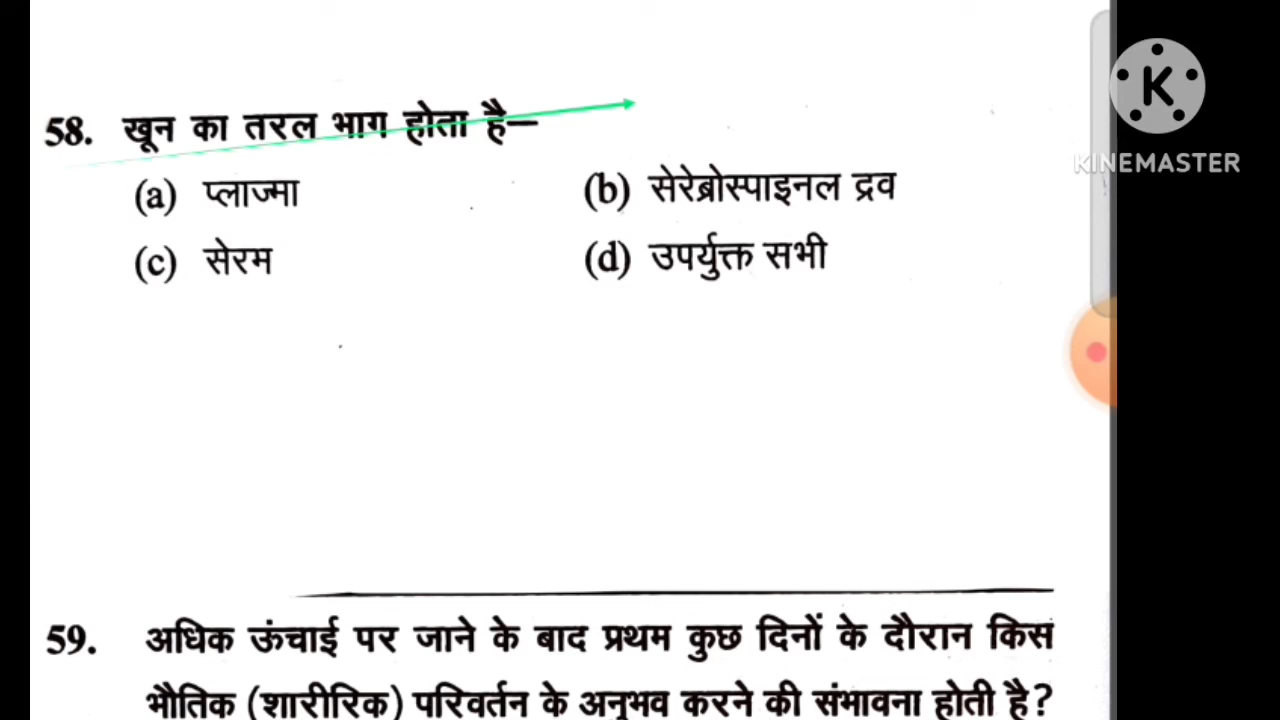 K
KINEMASTER
58. खून का तरल भाग होता है—
(a) प्लाज्मा (b) सेरेब्रोस्पाइनल द्रव
(c) सेरम (d) उपर्युक्त सभी
59. अधिक ऊंचाई पर जाने के बाद प्रथम कुछ दिनों के दौरान किस
भौतिक (शारीरिक) परिवर्तन के अनुभव करने की संभावना होती है?